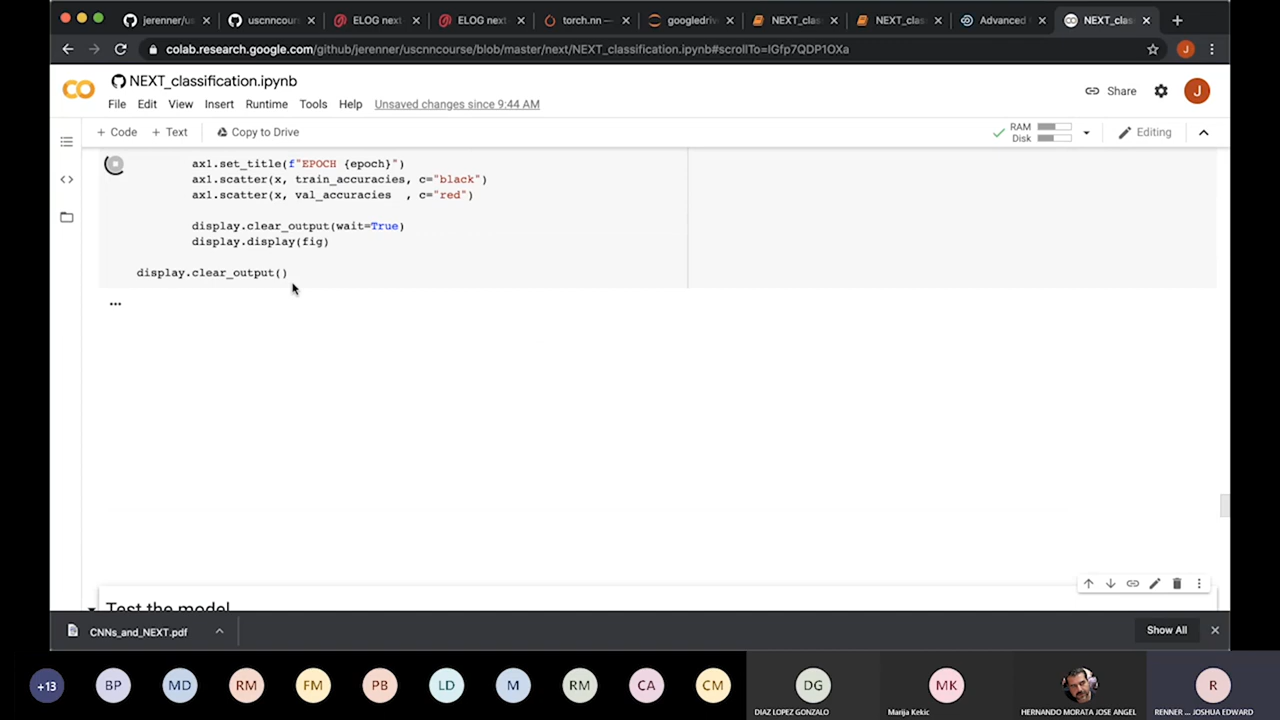 jerenner/u
uscnncour
ELOG next
ELOG next
torch.nn —
googledriv
NEXT_clas
NEXT_clas
Advanced
NEXT_clas
colab.research.google.com/github/jerenner/uscnncourse/blob/master/next/NEXT_classification.ipynb#scrollTo=IGfp7QDP1OXa
J
NEXT_classification.ipynb
Share
J
File Edit View Insert Runtime Tools Help Unsaved changes since 9:44 AM
+ Code + Text Copy to Drive
RAM
Disk
Editing
ax1.set_title(f"EPOCH {epoch}")
ax1.scatter(x, train_accuracies, c="black")
ax1.scatter(x, val_accuracies  , c="red")
display.clear_output(wait=True)
display.display(fig)
display.clear_output()
...
Test the model
CNNs_and_NEXT.pdf
Show All
+13 BP MD RM FM PB LD M RM CA CM DG MK R
DIAZ LOPEZ GONZALO
Marija Kekic
HERNANDO MORATA JOSE ANGEL
RENNER ... JOSHUA EDWARD